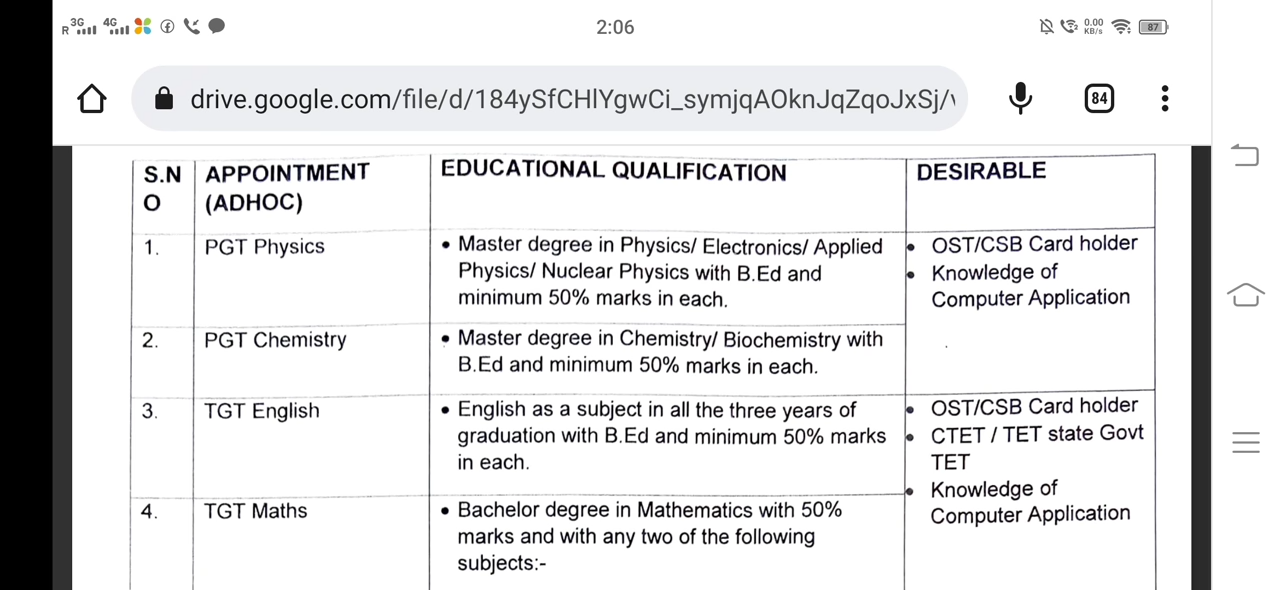 R 3G 4G 2:06 0.00 KB/s 87
drive.google.com/file/d/184ySfCHlYgwCi_symjqAOknJqZqoJxSj/
84
S.N
O
APPOINTMENT
(ADHOC)
EDUCATIONAL QUALIFICATION
DESIRABLE
1.
PGT Physics
• Master degree in Physics/ Electronics/ Applied
Physics/ Nuclear Physics with B.Ed and
minimum 50% marks in each.
• OST/CSB Card holder
• Knowledge of
Computer Application
2.
PGT Chemistry
• Master degree in Chemistry/ Biochemistry with
B.Ed and minimum 50% marks in each.
3.
TGT English
• English as a subject in all the three years of
graduation with B.Ed and minimum 50% marks
in each.
• OST/CSB Card holder
• CTET / TET state Govt
TET
• Knowledge of
Computer Application
4.
TGT Maths
• Bachelor degree in Mathematics with 50%
marks and with any two of the following
subjects:-